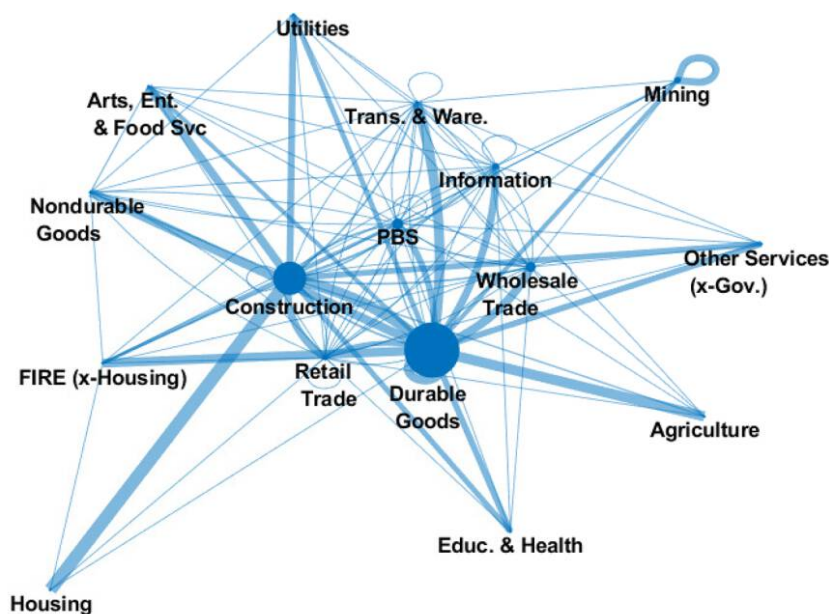 Utilities
Arts, Ent.
& Food Svc
Trans. & Ware.
Mining
Information
Nondurable
Goods
PBS
Other Services
(x-Gov.)
Wholesale
Trade
Construction
FIRE (x-Housing)
Retail
Trade
Durable
Goods
Agriculture
Educ. & Health
Housing